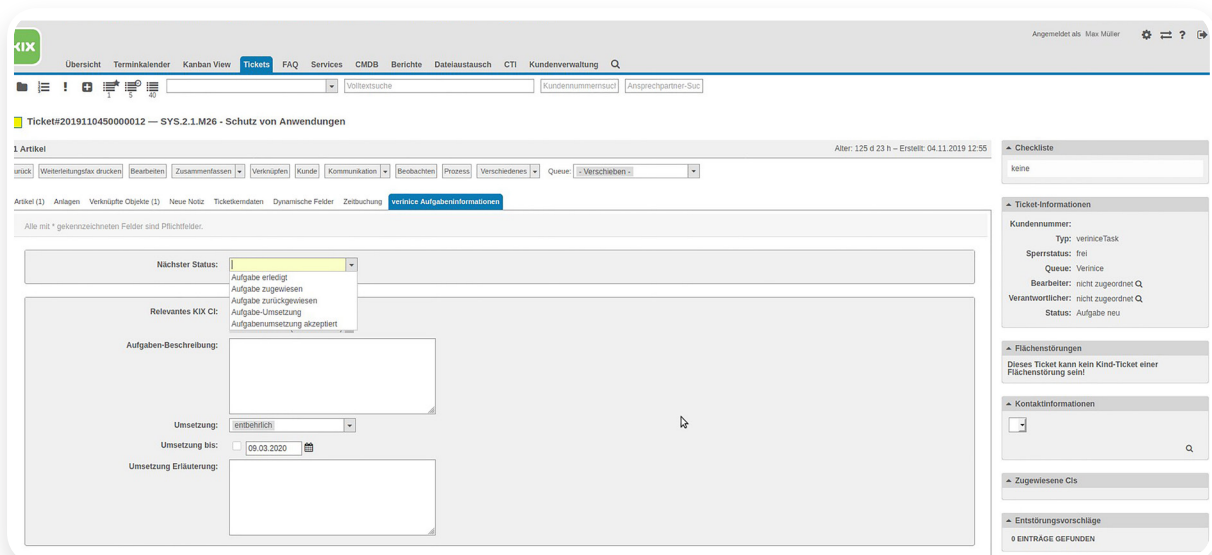 KIX
Angemeldet als Max Müller
Übersicht Terminkalender Kanban View Tickets FAQ Services CMDB Berichte Dateiaustausch CTI Kundenverwaltung
1 5 40
Volltextsuche Kundennummernsuch Ansprechpartner-Suc
Ticket#2019110450000012 — SYS.2.1.M26 - Schutz von Anwendungen
1 Artikel
Alter: 125 d 23 h – Erstellt: 04.11.2019 12:55
urück Weiterleitungsfax drucken Bearbeiten Zusammenfassen Verknüpfen Kunde Kommunikation Beobachten Prozess Verschiedenes Queue: - Verschieben -
Artikel (1) Anlagen Verknüpfte Objekte (1) Neue Notiz Ticketkerndaten Dynamische Felder Zeitbuchung verinice Aufgabeninformationen
Alle mit * gekennzeichneten Felder sind Pflichtfelder.
Nächster Status:
Aufgabe erledigt
Aufgabe zugewiesen
Aufgabe zurückgewiesen
Aufgabe-Umsetzung
Aufgabenumsetzung akzeptiert
Relevantes KIX CI:
Aufgaben-Beschreibung:
Umsetzung: entbehrlich
Umsetzung bis: 09.03.2020
Umsetzung Erläuterung:
Checkliste
keine
Ticket-Informationen
Kundennummer:
Typ: veriniceTask
Sperrstatus: frei
Queue: Verinice
Bearbeiter: nicht zugeordnet
Verantwortlicher: nicht zugeordnet
Status: Aufgabe neu
Flächenstörungen
Dieses Ticket kann kein Kind-Ticket einer
Flächenstörung sein!
Kontaktinformationen
Zugewiesene CIs
Entstörungsvorschläge
0 EINTRÄGE GEFUNDEN